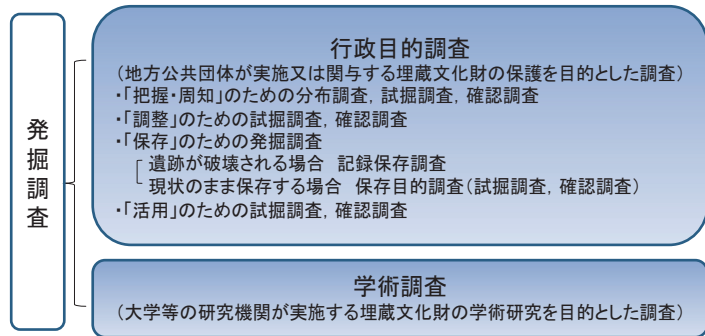 発掘調査
行政目的調査
(地方公共団体が実施又は関与する埋蔵文化財の保護を目的とした調査)
・「把握・周知」のための分布調査，試掘調査，確認調査
・「調整」のための試掘調査，確認調査
・「保存」のための発掘調査
遺跡が破壊される場合　記録保存調査
現状のまま保存する場合　保存目的調査(試掘調査，確認調査)
・「活用」のための試掘調査，確認調査
学術調査
(大学等の研究機関が実施する埋蔵文化財の学術研究を目的とした調査)